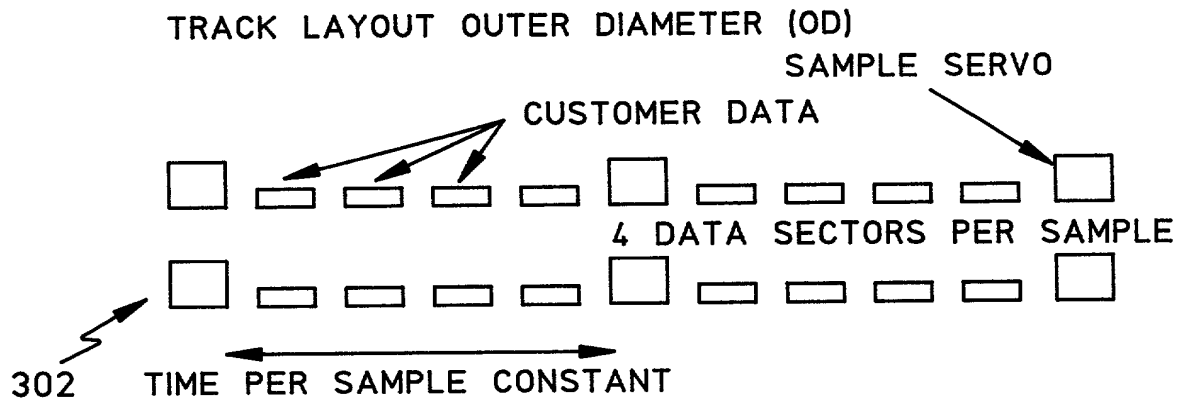 TRACK LAYOUT OUTER DIAMETER (OD)
SAMPLE SERVO
CUSTOMER DATA
4 DATA SECTORS PER SAMPLE
302
TIME PER SAMPLE CONSTANT